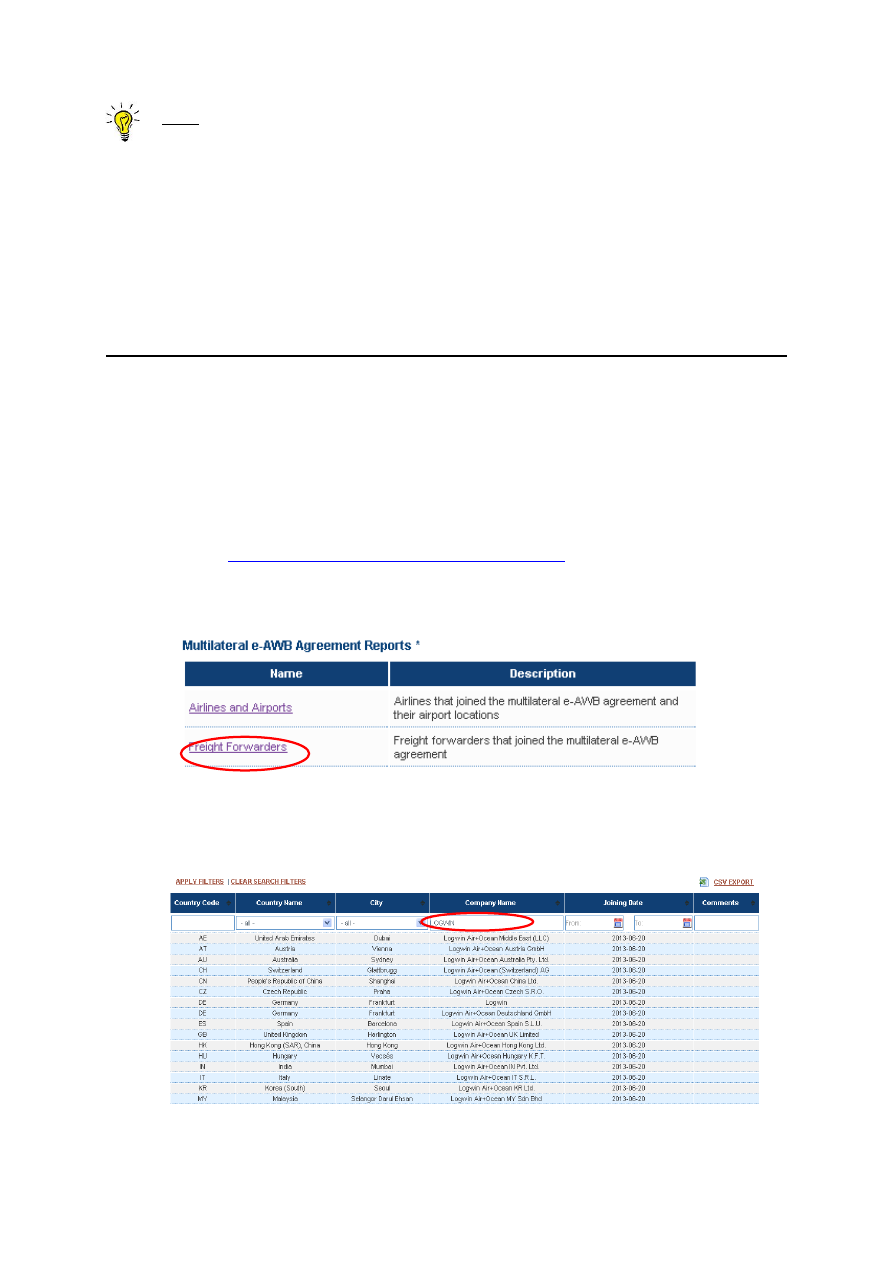 Multilateral e-AWB Agreement Reports *
Name Description
Airlines and Airports Airlines that joined the multilateral e-AWB agreement and
their airport locations
Freight Forwarders Freight forwarders that joined the multilateral e-AWB
agreement
APPLY FILTERS | CLEAR SEARCH FILTERS CSV EXPORT
Country Code Country Name City Company Name Joining Date Comments
- all - - all - LOGWIN From To
AE United Arab Emirates Dubai Logwin Air+Ocean Middle East (LLC) 2013-06-20
AT Austria Vienna Logwin Air+Ocean Austria GmbH 2013-06-20
AU Australia Sydney Logwin Air+Ocean Australia Pty. Ltd. 2013-06-20
CH Switzerland Glattbrugg Logwin Air+Ocean (Switzerland) AG 2013-06-20
CN People's Republic of China Shanghai Logwin Air+Ocean China Ltd. 2013-06-20
CZ Czech Republic Praha Logwin Air+Ocean Czech S.R.O. 2013-06-20
DE Germany Frankfurt Logwin 2013-06-20
DE Germany Frankfurt Logwin Air+Ocean Deutschland GmbH 2013-06-20
ES Spain Barcelona Logwin Air+Ocean Spain S.L.U. 2013-06-20
GB United Kingdom Harlington Logwin Air+Ocean UK Limited 2013-06-20
HK Hong Kong (SAR), China Hong Kong Logwin Air+Ocean Hong Kong Ltd. 2013-06-20
HU Hungary Vecsés Logwin Air+Ocean Hungary K.F.T. 2013-06-20
IN India Mumbai Logwin Air+Ocean IN Pvt. Ltd. 2013-06-20
IT Italy Linate Logwin Air+Ocean IT S.R.L. 2013-06-20
KR Korea (South) Seoul Logwin Air+Ocean KR Ltd. 2013-06-20
MY Malaysia Selangor Darul Ehsan Logwin Air+Ocean MY Sdn Bhd 2013-06-20